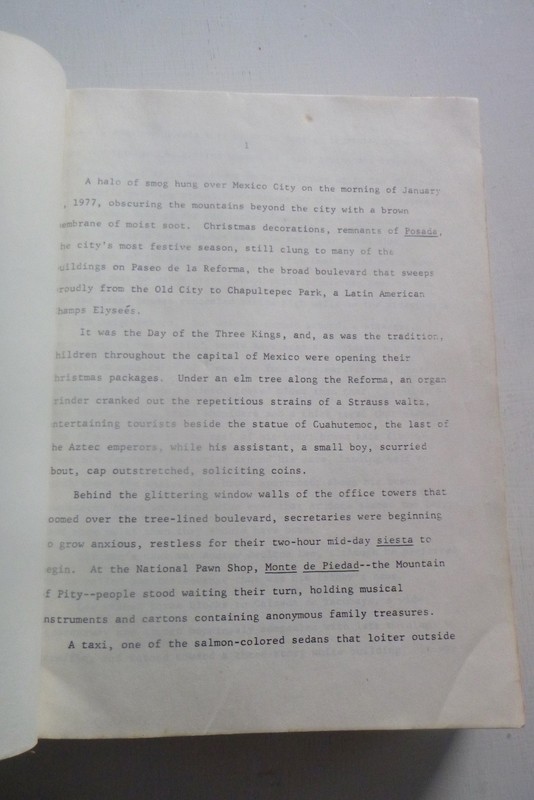 1
A halo of smog hung over Mexico City on the morning of January
, 1977, obscuring the mountains beyond the city with a brown
embrane of moist soot. Christmas decorations, remnants of Posada,
he city's most festive season, still clung to many of the
uildings on Paseo de la Reforma, the broad boulevard that sweeps
roudly from the Old City to Chapultepec Park, a Latin American
hamps Elyseés.
It was the Day of the Three Kings, and, as was the tradition,
hildren throughout the capital of Mexico were opening their
hristmas packages. Under an elm tree along the Reforma, an organ
rinder cranked out the repetitious strains of a Strauss waltz,
ntertaining tourists beside the statue of Cuahutemoc, the last of
he Aztec emperors, while his assistant, a small boy, scurried
bout, cap outstretched, soliciting coins.
Behind the glittering window walls of the office towers that
oomed over the tree-lined boulevard, secretaries were beginning
o grow anxious, restless for their two-hour mid-day siesta to
egin. At the National Pawn Shop, Monte de Piedad--the Mountain
f Pity--people stood waiting their turn, holding musical
nstruments and cartons containing anonymous family treasures.
A taxi, one of the salmon-colored sedans that loiter outside